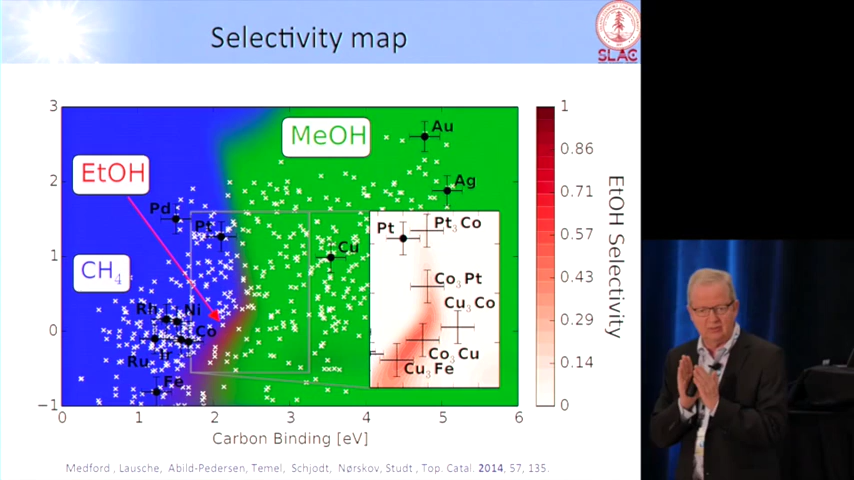 Selectivity map
SLAC
3
2
1
0
−1
0
1
2
3
4
5
6
Carbon Binding [eV]
EtOH
MeOH
CH4
Au
Ag
Pd
Pt
Cu
Rh
Ni
Co
Ru
Ir
Fe
Pt
Pt3Co
Co3Pt
Cu3Co
Co3Cu
Cu3Fe
1
0.86
0.71
0.57
0.43
0.29
0.14
0
EtOH Selectivity
Medford , Lausche, Abild-Pedersen, Temel, Schjodt, Nørskov, Studt , Top. Catal. 2014, 57, 135.